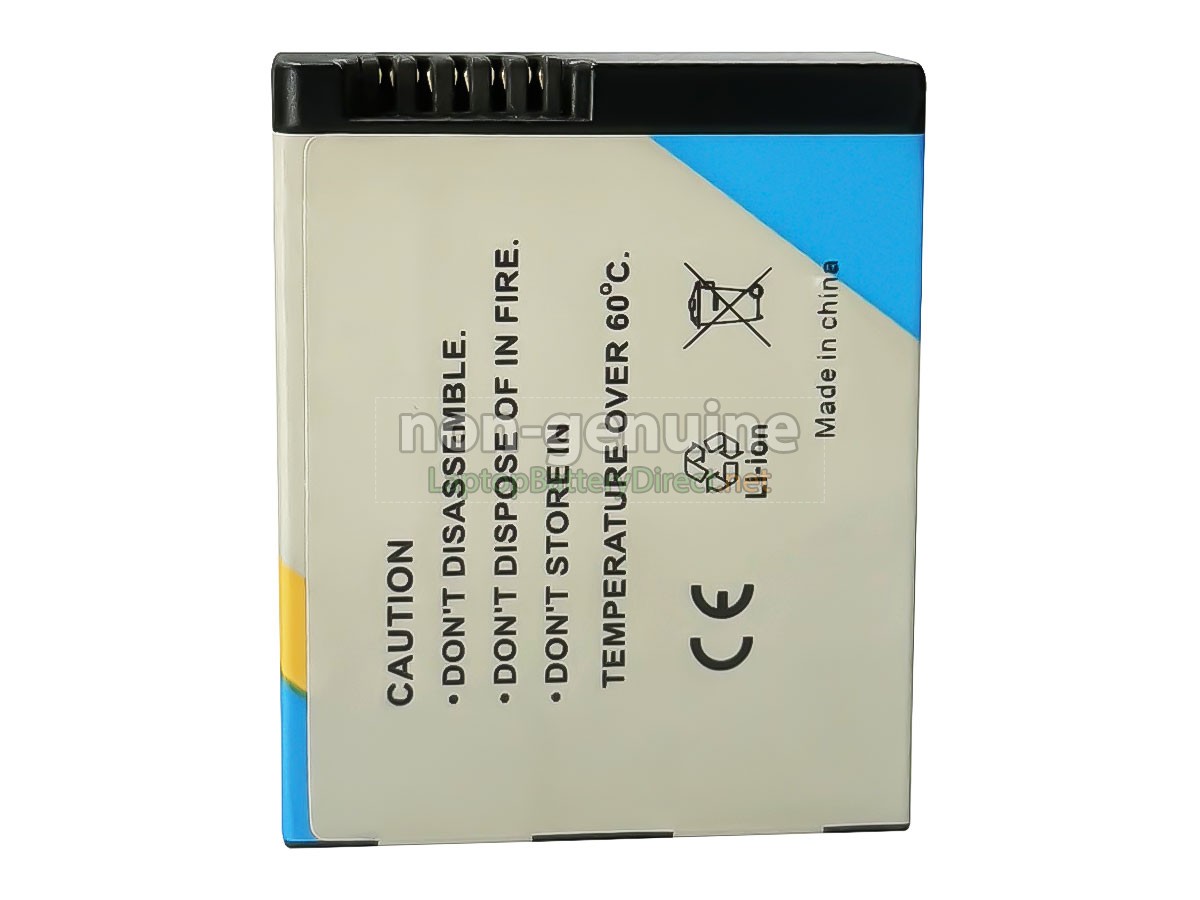 CAUTION
•DON'T DISASSEMBLE.
•DON'T DISPOSE OF IN FIRE.
•DON'T STORE IN
TEMPERATURE OVER 60°C.
CE
Li-ion
Made in china
non-genuine
LaptopBatteryDirect.net